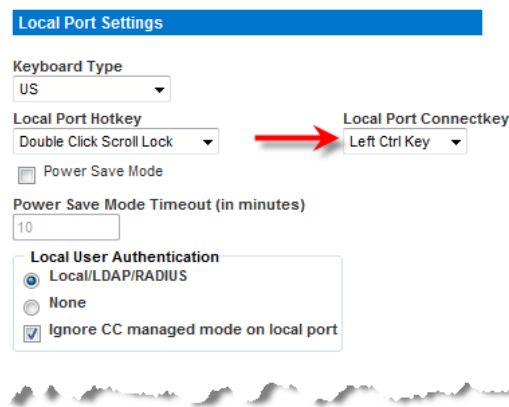 Local Port Settings
Keyboard Type
US
Local Port Hotkey Local Port Connectkey
Double Click Scroll Lock Left Ctrl Key
Power Save Mode
Power Save Mode Timeout (in minutes)
10
Local User Authentication
Local/LDAP/RADIUS
None
Ignore CC managed mode on local port